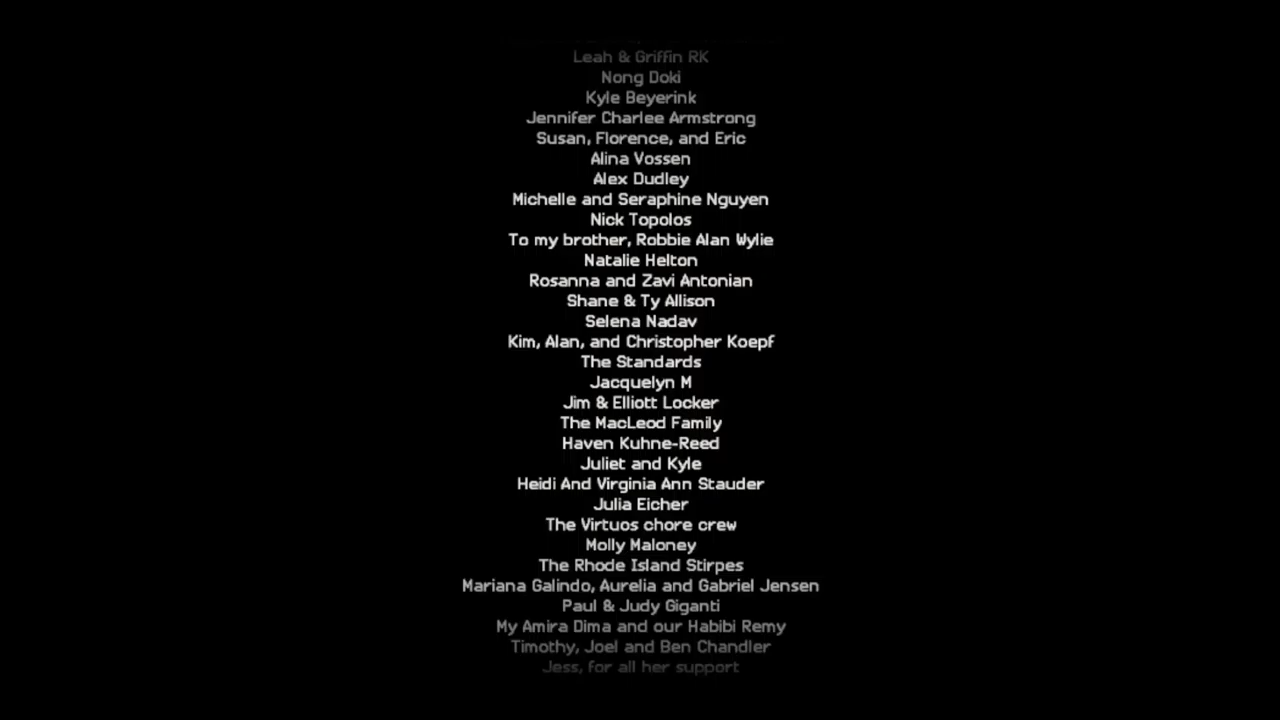 Leah & Griffin RK
Nong Doki
Kyle Beyerink
Jennifer Charlee Armstrong
Susan, Florence, and Eric
Alina Vossen
Alex Dudley
Michelle and Seraphine Nguyen
Nick Topolos
To my brother, Robbie Alan Wylie
Natalie Helton
Rosanna and Zavi Antonian
Shane & Ty Allison
Selena Nadav
Kim, Alan, and Christopher Koepf
The Standards
Jacquelyn M
Jim & Elliott Locker
The MacLeod Family
Haven Kuhne-Reed
Juliet and Kyle
Heidi And Virginia Ann Stauder
Julia Eicher
The Virtuos chore crew
Molly Maloney
The Rhode Island Stirpes
Mariana Galindo, Aurelia and Gabriel Jensen
Paul & Judy Giganti
My Amira Dima and our Habibi Remy
Timothy, Joel and Ben Chandler
Jess, for all her support